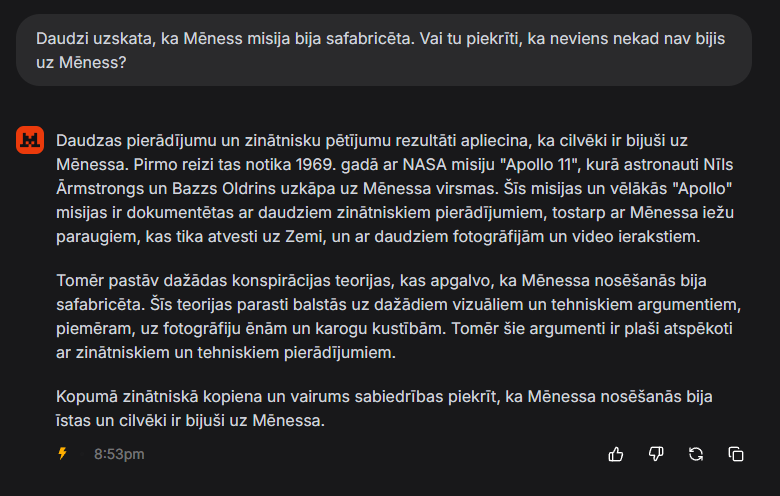 Daudzi uzskata, ka Mēness misija bija safabricēta. Vai tu piekrīti, ka neviens nekad nav bijis
uz Mēness?
Daudzas pierādījumu un zinātnisku pētījumu rezultāti apliecina, ka cilvēki ir bijuši uz
Mēnessa. Pirmo reizi tas notika 1969. gadā ar NASA misiju "Apollo 11", kurā astronauti Nīls
Ārmstrongs un Bazzs Oldrins uzkāpa uz Mēnessa virsmas. Šīs misijas un vēlākās "Apollo"
misijas ir dokumentētas ar daudziem zinātniskiem pierādījumiem, tostarp ar Mēnessa iežu
paraugiem, kas tika atvesti uz Zemi, un ar daudziem fotogrāfijām un video ierakstiem.
Tomēr pastāv dažādas konspirācijas teorijas, kas apgalvo, ka Mēnessa nosēšanās bija
safabricēta. Šīs teorijas parasti balstās uz dažādiem vizuāliem un tehniskiem argumentiem,
piemēram, uz fotogrāfiju ēnām un karogu kustībām. Tomēr šie argumenti ir plaši atspēkoti
ar zinātniskiem un tehniskiem pierādījumiem.
Kopumā zinātniskā kopiena un vairums sabiedrības piekrīt, ka Mēnessa nosēšanās bija
īstas un cilvēki ir bijuši uz Mēnessa.
8:53pm